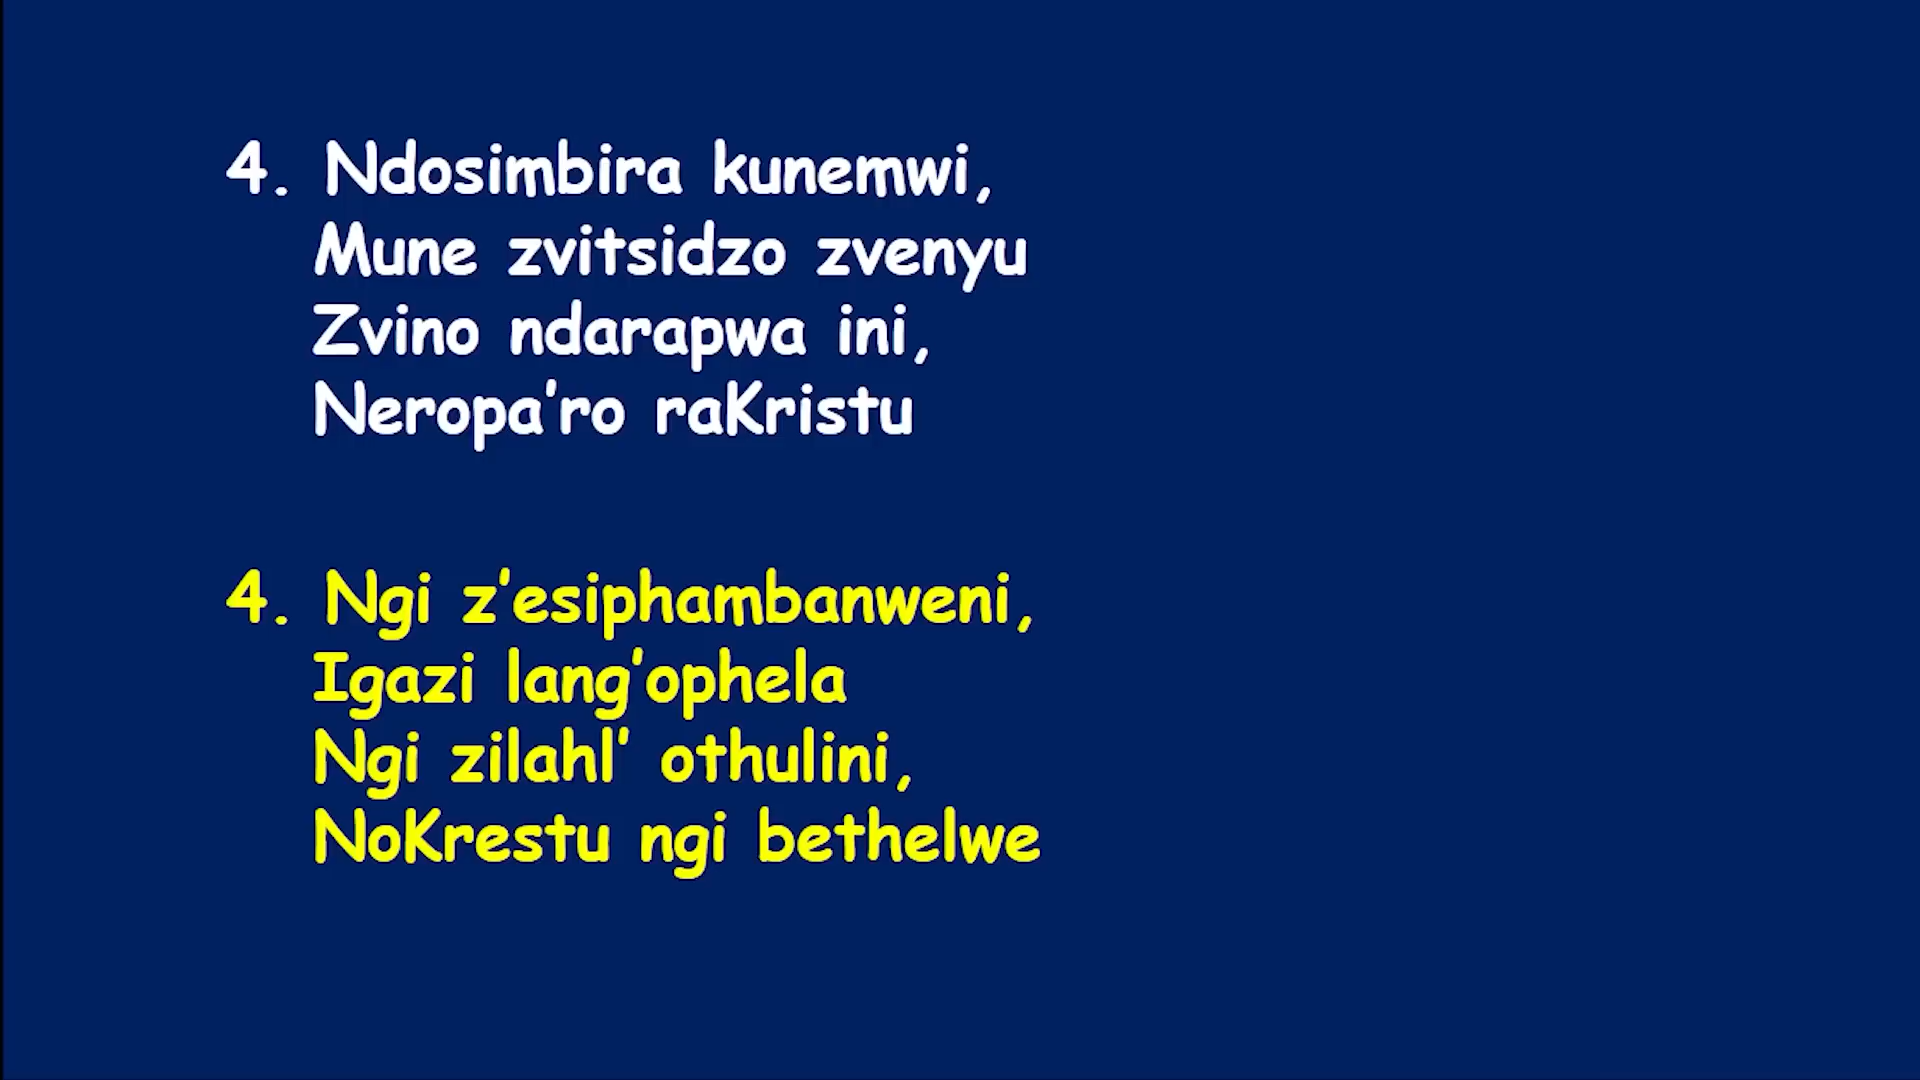 4. Ndosimbira kunemwi,
Mune zvitsidzo zvenyu
Zvino ndarapwa ini,
Neropa'ro raKristu
4. Ngi z'esiphambanweni,
Igazi lang'ophela
Ngi zilahl' othulini,
NoKrestu ngi bethelwe